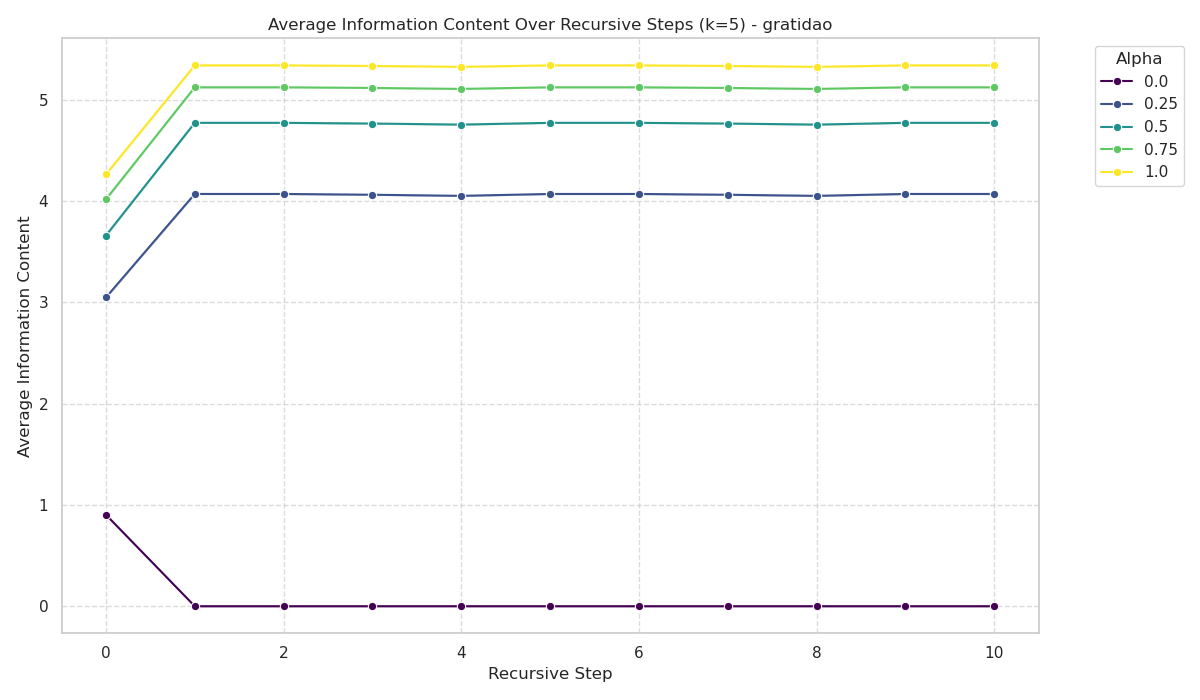 Average Information Content Over Recursive Steps (k=5) - gratidao
Average Information Content
5
4
3
2
1
0
0 2 4 6 8 10
Recursive Step
Alpha
0.0
0.25
0.5
0.75
1.0